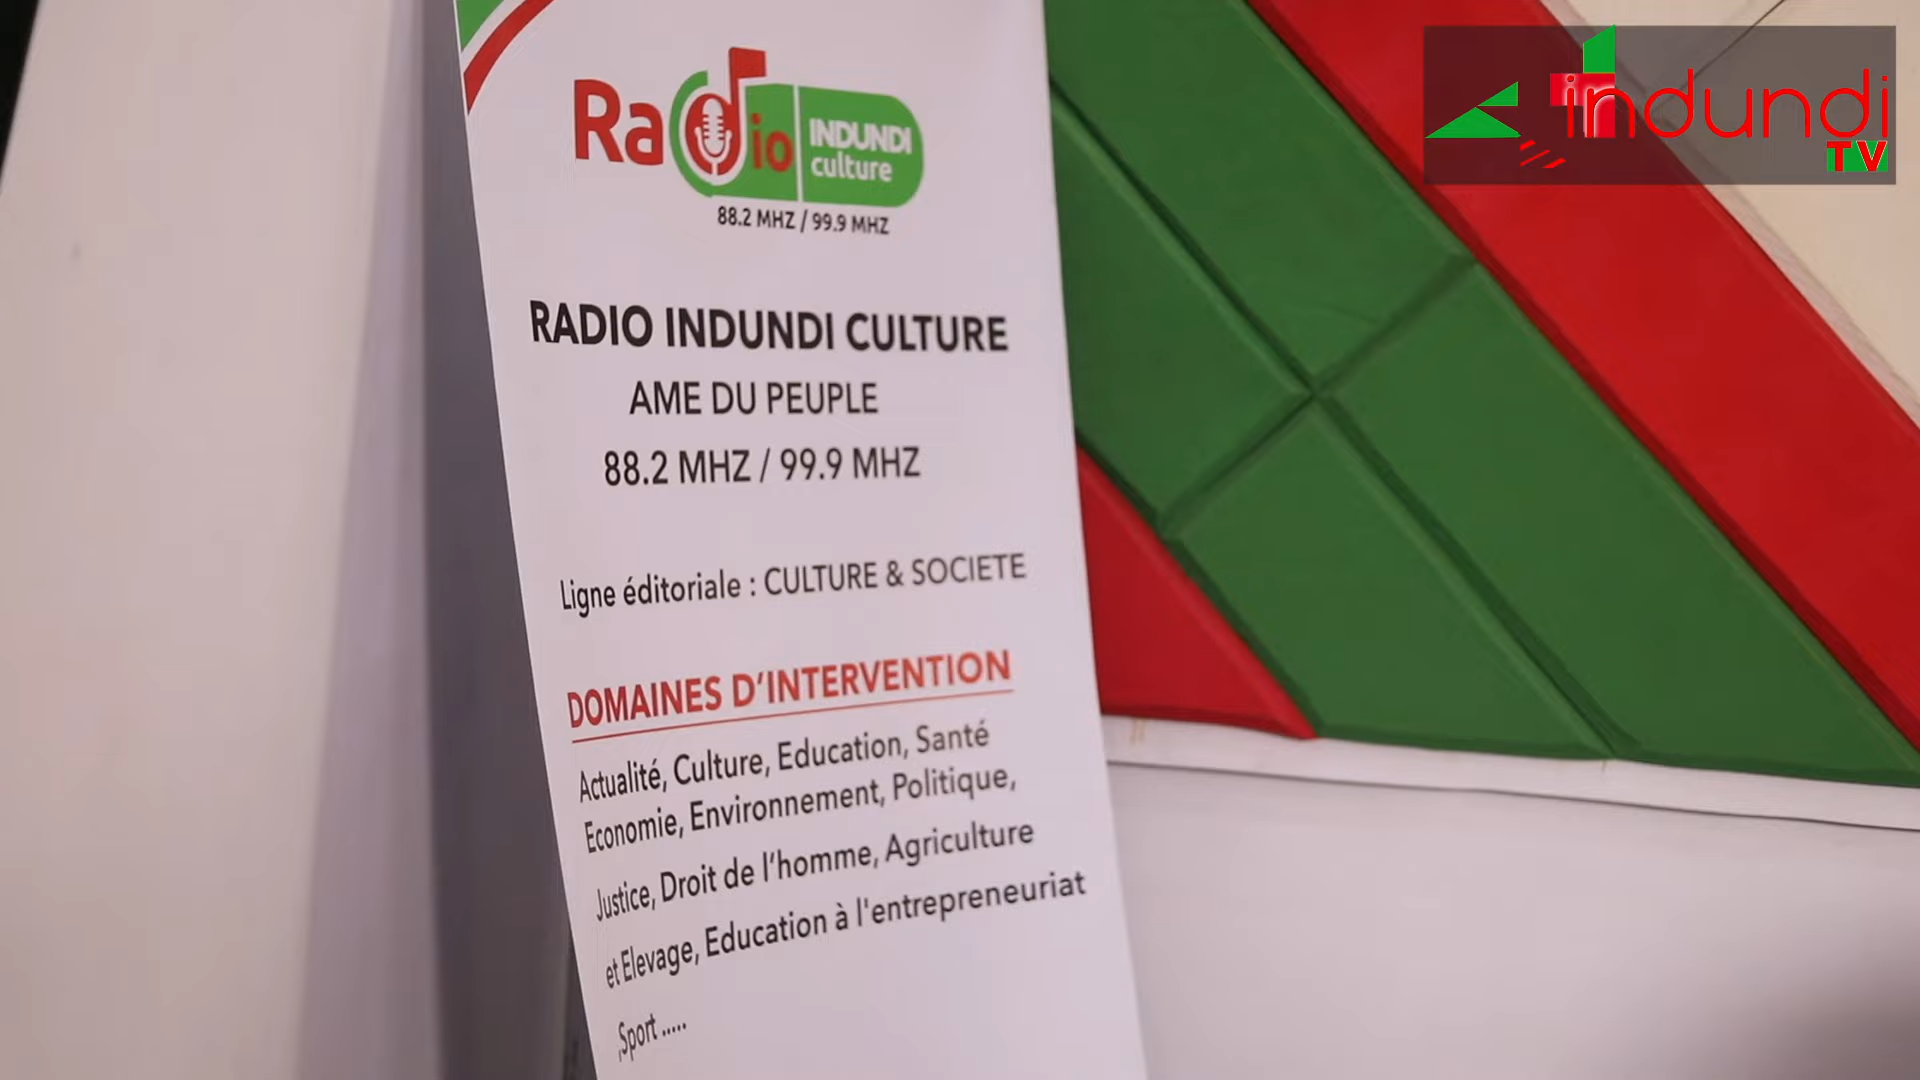 Radio INDUNDI culture
88.2 MHZ / 99.9 MHZ
RADIO INDUNDI CULTURE
AME DU PEUPLE
88.2 MHZ / 99.9 MHZ
Ligne éditoriale : CULTURE & SOCIETE
DOMAINES D’INTERVENTION
Actualité, Culture, Education, Santé
Economie, Environnement, Politique,
Justice, Droit de l’homme, Agriculture
et Elevage, Education à l'entrepreneuriat
,Sport .....
indundi
TV